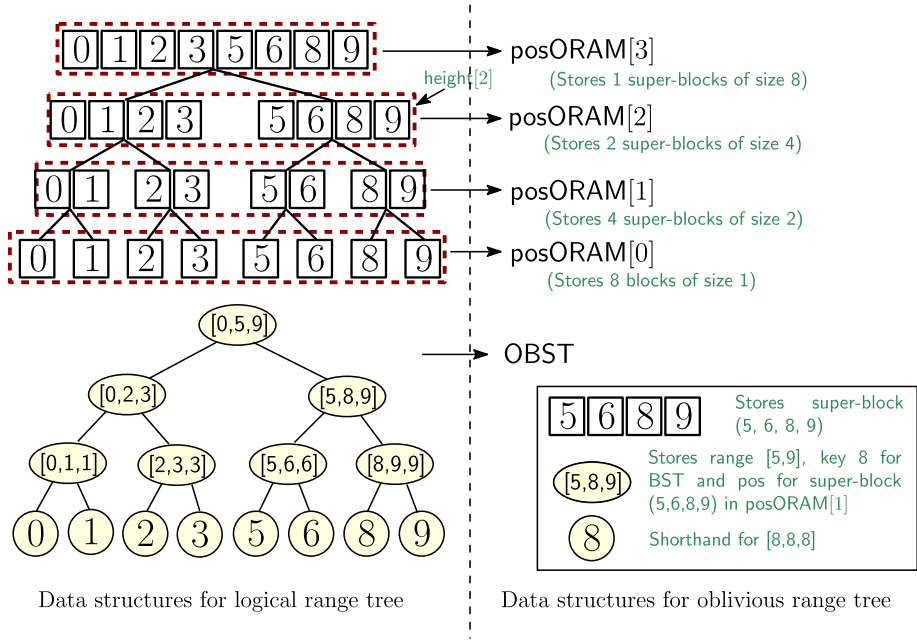 0 1 2 3 5 6 8 9
posORAM[3]
(Stores 1 super-blocks of size 8)
height[2]
0 1 2 3 5 6 8 9
posORAM[2]
(Stores 2 super-blocks of size 4)
0 1 2 3 5 6 8 9
posORAM[1]
(Stores 4 super-blocks of size 2)
0 1 2 3 5 6 8 9
posORAM[0]
(Stores 8 blocks of size 1)
[0,5,9]
OBST
[0,2,3] [5,8,9]
[0,1,1] [2,3,3] [5,6,6] [8,9,9]
0 1 2 3 5 6 8 9
5 6 8 9
Stores super-block
(5, 6, 8, 9)
[5,8,9]
Stores range [5,9], key 8 for
BST and pos for super-block
(5,6,8,9) in posORAM[1]
8
Shorthand for [8,8,8]
Data structures for logical range tree
Data structures for oblivious range tree